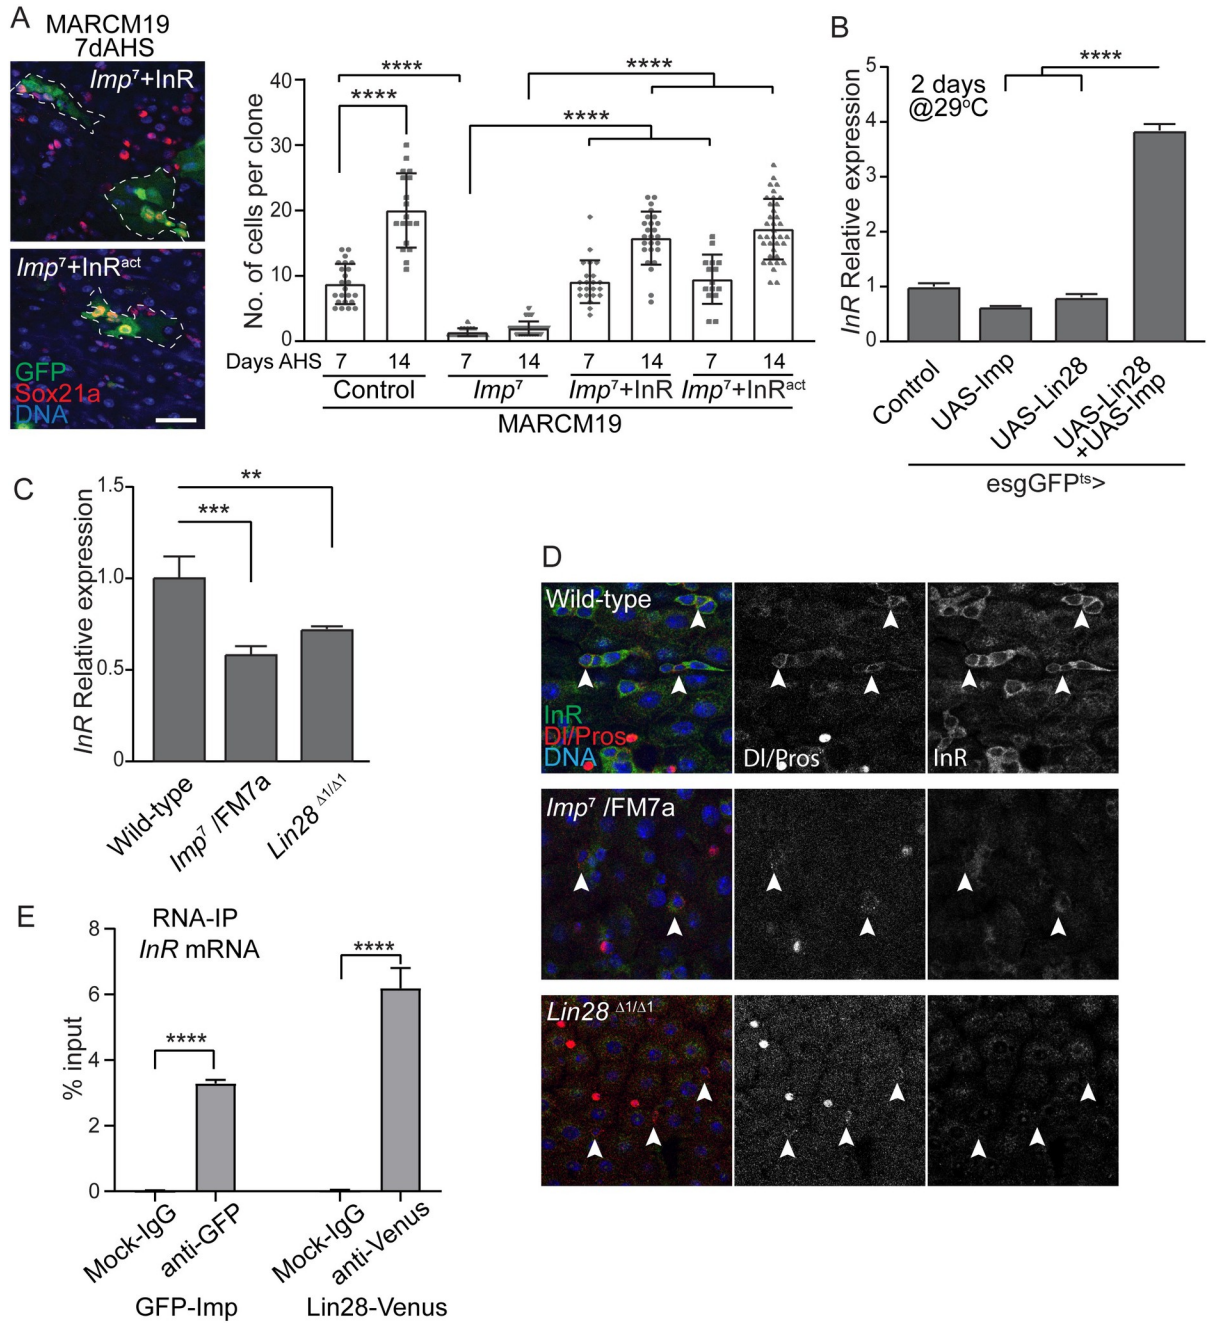 A
MARCM19
7dAHS
Imp⁷+InR
Imp⁷+InRᵃᶜᵗ
GFP
Sox21a
DNA
No. of cells per clone
40
30
20
10
0
****
****
****
****
Days AHS 7 14 7 14 7 14 7 14
Control Imp⁷ Imp⁷+InR Imp⁷+InRᵃᶜᵗ
MARCM19
B
InR Relative expression
5
4
3
2
1
0
2 days
@29°C
****
Control
UAS-Imp
UAS-Lin28
UAS-Lin28
+UAS-Imp
esgGFPᵗˢ>
C
InR Relative expression
1.5
1.0
0.5
0
**
***
Wild-type
Imp⁷ /FM7a
Lin28 Δ1/Δ1
D
Wild-type
InR
Dl/Pros
DNA
Dl/Pros
InR
Imp⁷ /FM7a
Lin28 Δ1/Δ1
E
RNA-IP
InR mRNA
% input
8
6
4
2
0
****
****
Mock-IgG
anti-GFP
Mock-IgG
anti-Venus
GFP-Imp
Lin28-Venus